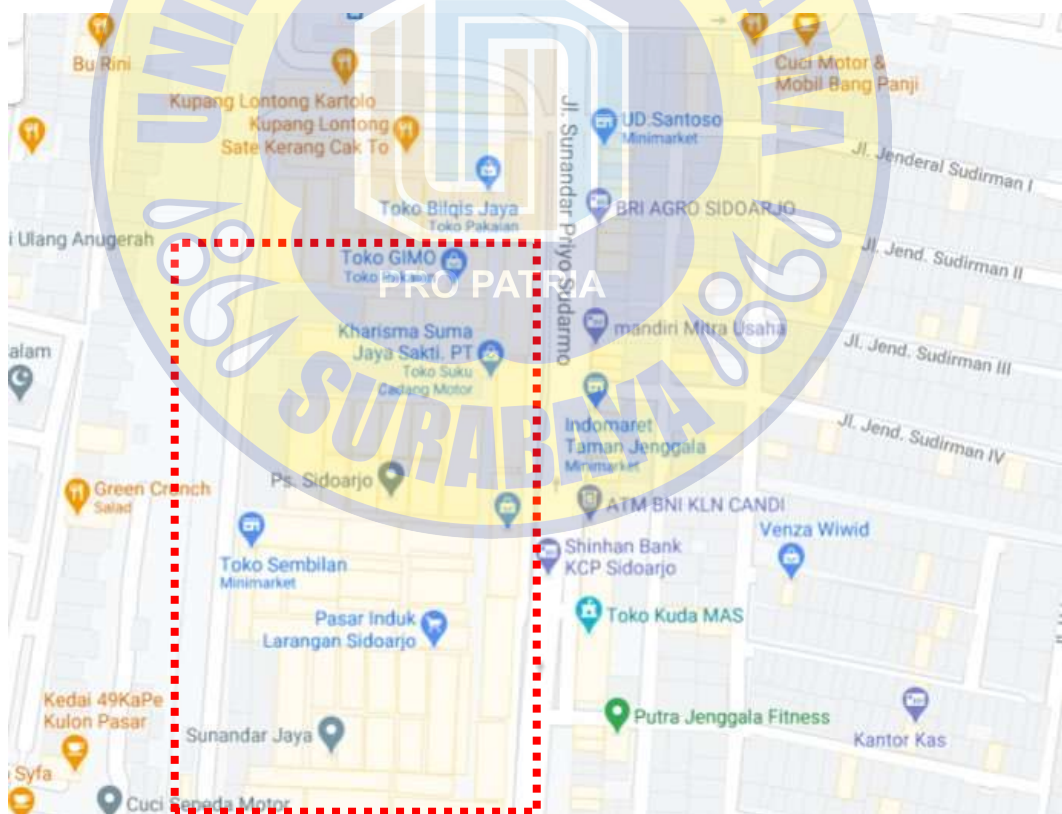 Bu Rini
Cuci Motor &
Mobil Bang Panji
Kupang Lontong Kartolo
Kupang Lontong
Sate Kerang Cak To
UD.Santoso
Minimarket
Jl. Jenderal Sudirman I
Toko Bilqis Jaya
Toko Pakaian
BRI AGRO SIDOARJO
Jl. Sunandar Priyo Sudarmo
i Ulang Anugerah
Toko GIMO
Toko Pakaian
Jl. Jend. Sudirman II
PRO PATRIA
Kharisma Suma
Jaya Sakti. PT
Toko Suku
Cadang Motor
mandiri Mitra Usaha
Jl. Jend. Sudirman III
alam
SURABAYA
Indomaret
Taman Jenggala
Minimarket
Jl. Jend. Sudirman IV
Ps. Sidoarjo
Green Crunch
Salad
ATM BNI KLN CANDI
Venza Wiwid
Toko Sembilan
Minimarket
Shinhan Bank
KCP Sidoarjo
Pasar Induk
Larangan Sidoarjo
Toko Kuda MAS
Kedai 49KaPe
Kulon Pasar
Sunandar Jaya
Putra Jenggala Fitness
Kantor Kas
Syfa
Cuci Sepeda Motor